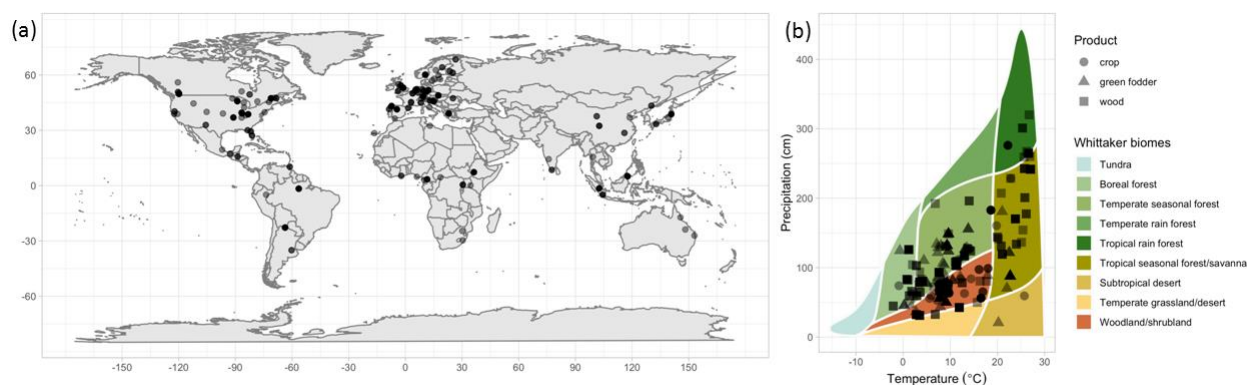 (a)
60
30
0
-30
-60
-150 -120 -90 -60 -30 0 30 60 90 120 150
(b)
Precipitation (cm)
400
300
200
100
0
-10 0 10 20 30
Temperature (°C)
Product
crop
green fodder
wood
Whittaker biomes
Tundra
Boreal forest
Temperate seasonal forest
Temperate rain forest
Tropical rain forest
Tropical seasonal forest/savanna
Subtropical desert
Temperate grassland/desert
Woodland/shrubland